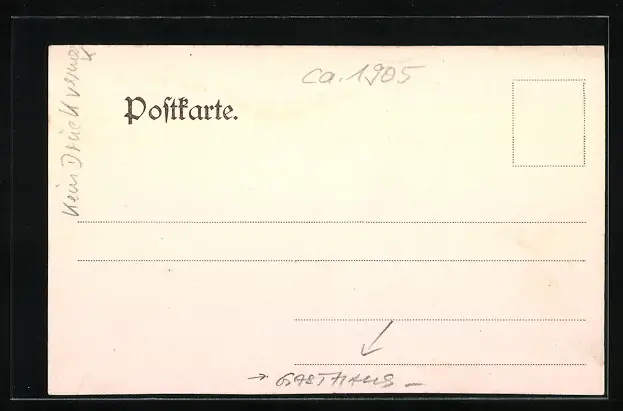 ca. 1905
Postkarte.
Kein Druckvermerk
→ GASTHAUS –